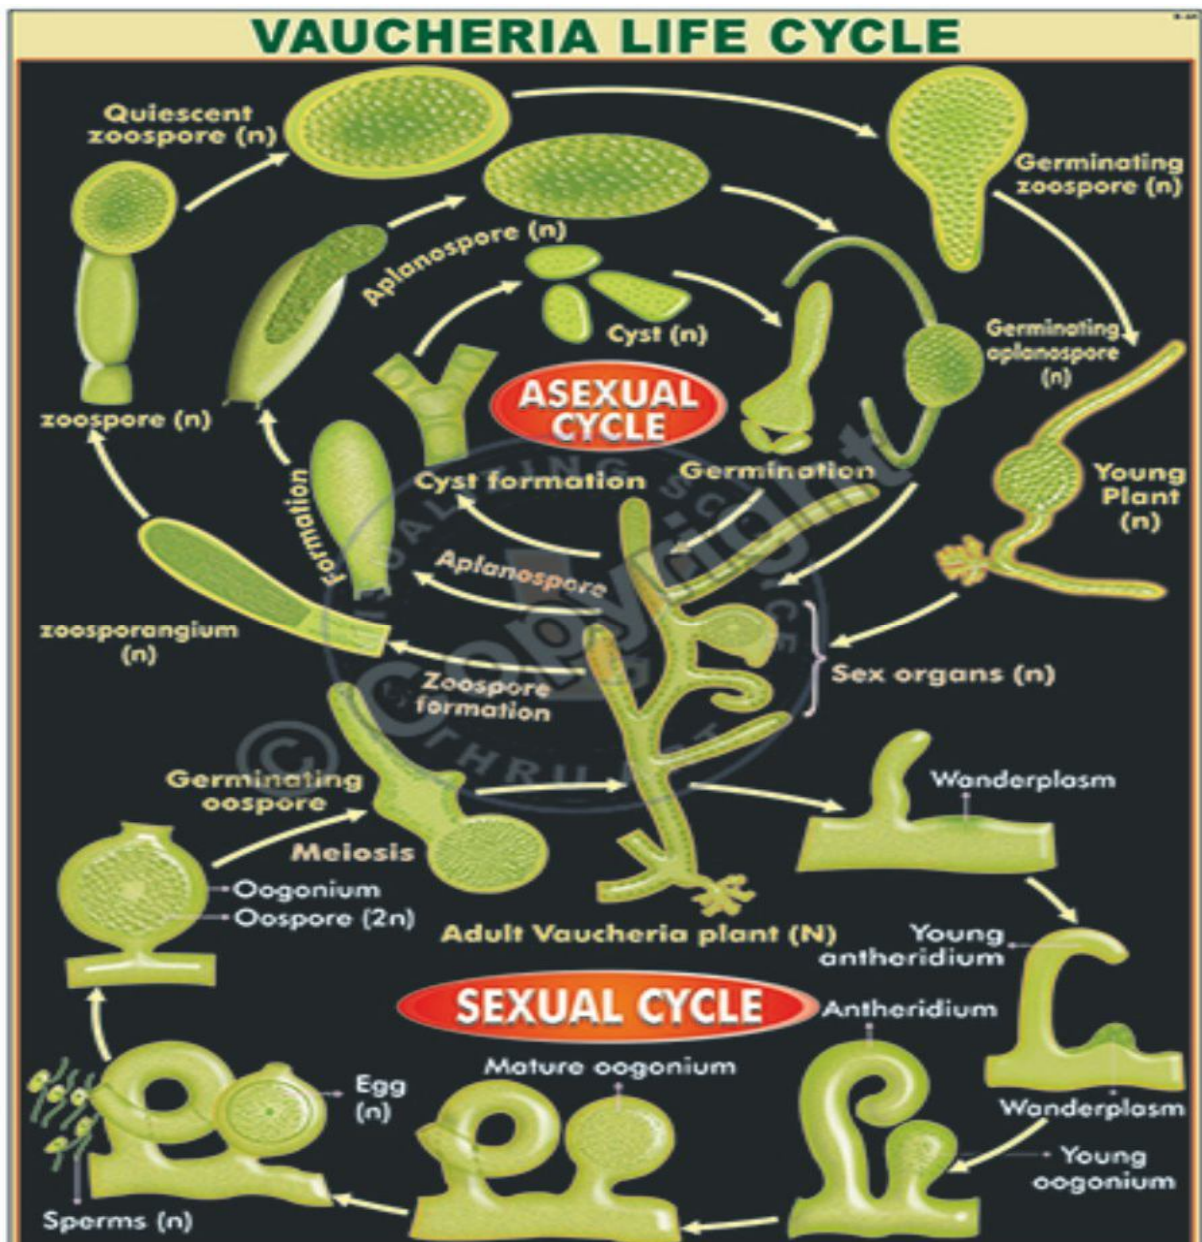 VAUCHERIA LIFE CYCLE
Quiescent
zoospore (n)
Germinating
zoospore (n)
Aplanospore (n)
Cyst (n)
Germinating
aplanospore
(n)
ASEXUAL
CYCLE
zoospore (n)
Cyst formation
Germination
Young
Plant
(n)
Formation
Aplanospore
zoosporangium
(n)
Zoospore
formation
Sex organs (n)
© Copyright
Germinating
oospore
Meiosis
Wanderplasm
Oogonium
Oospore (2n)
Adult Vaucheria plant (N)
Young
antheridium
SEXUAL CYCLE
Antheridium
Mature oogonium
Egg
(n)
Wanderplasm
Young
oogonium
Sperms (n)